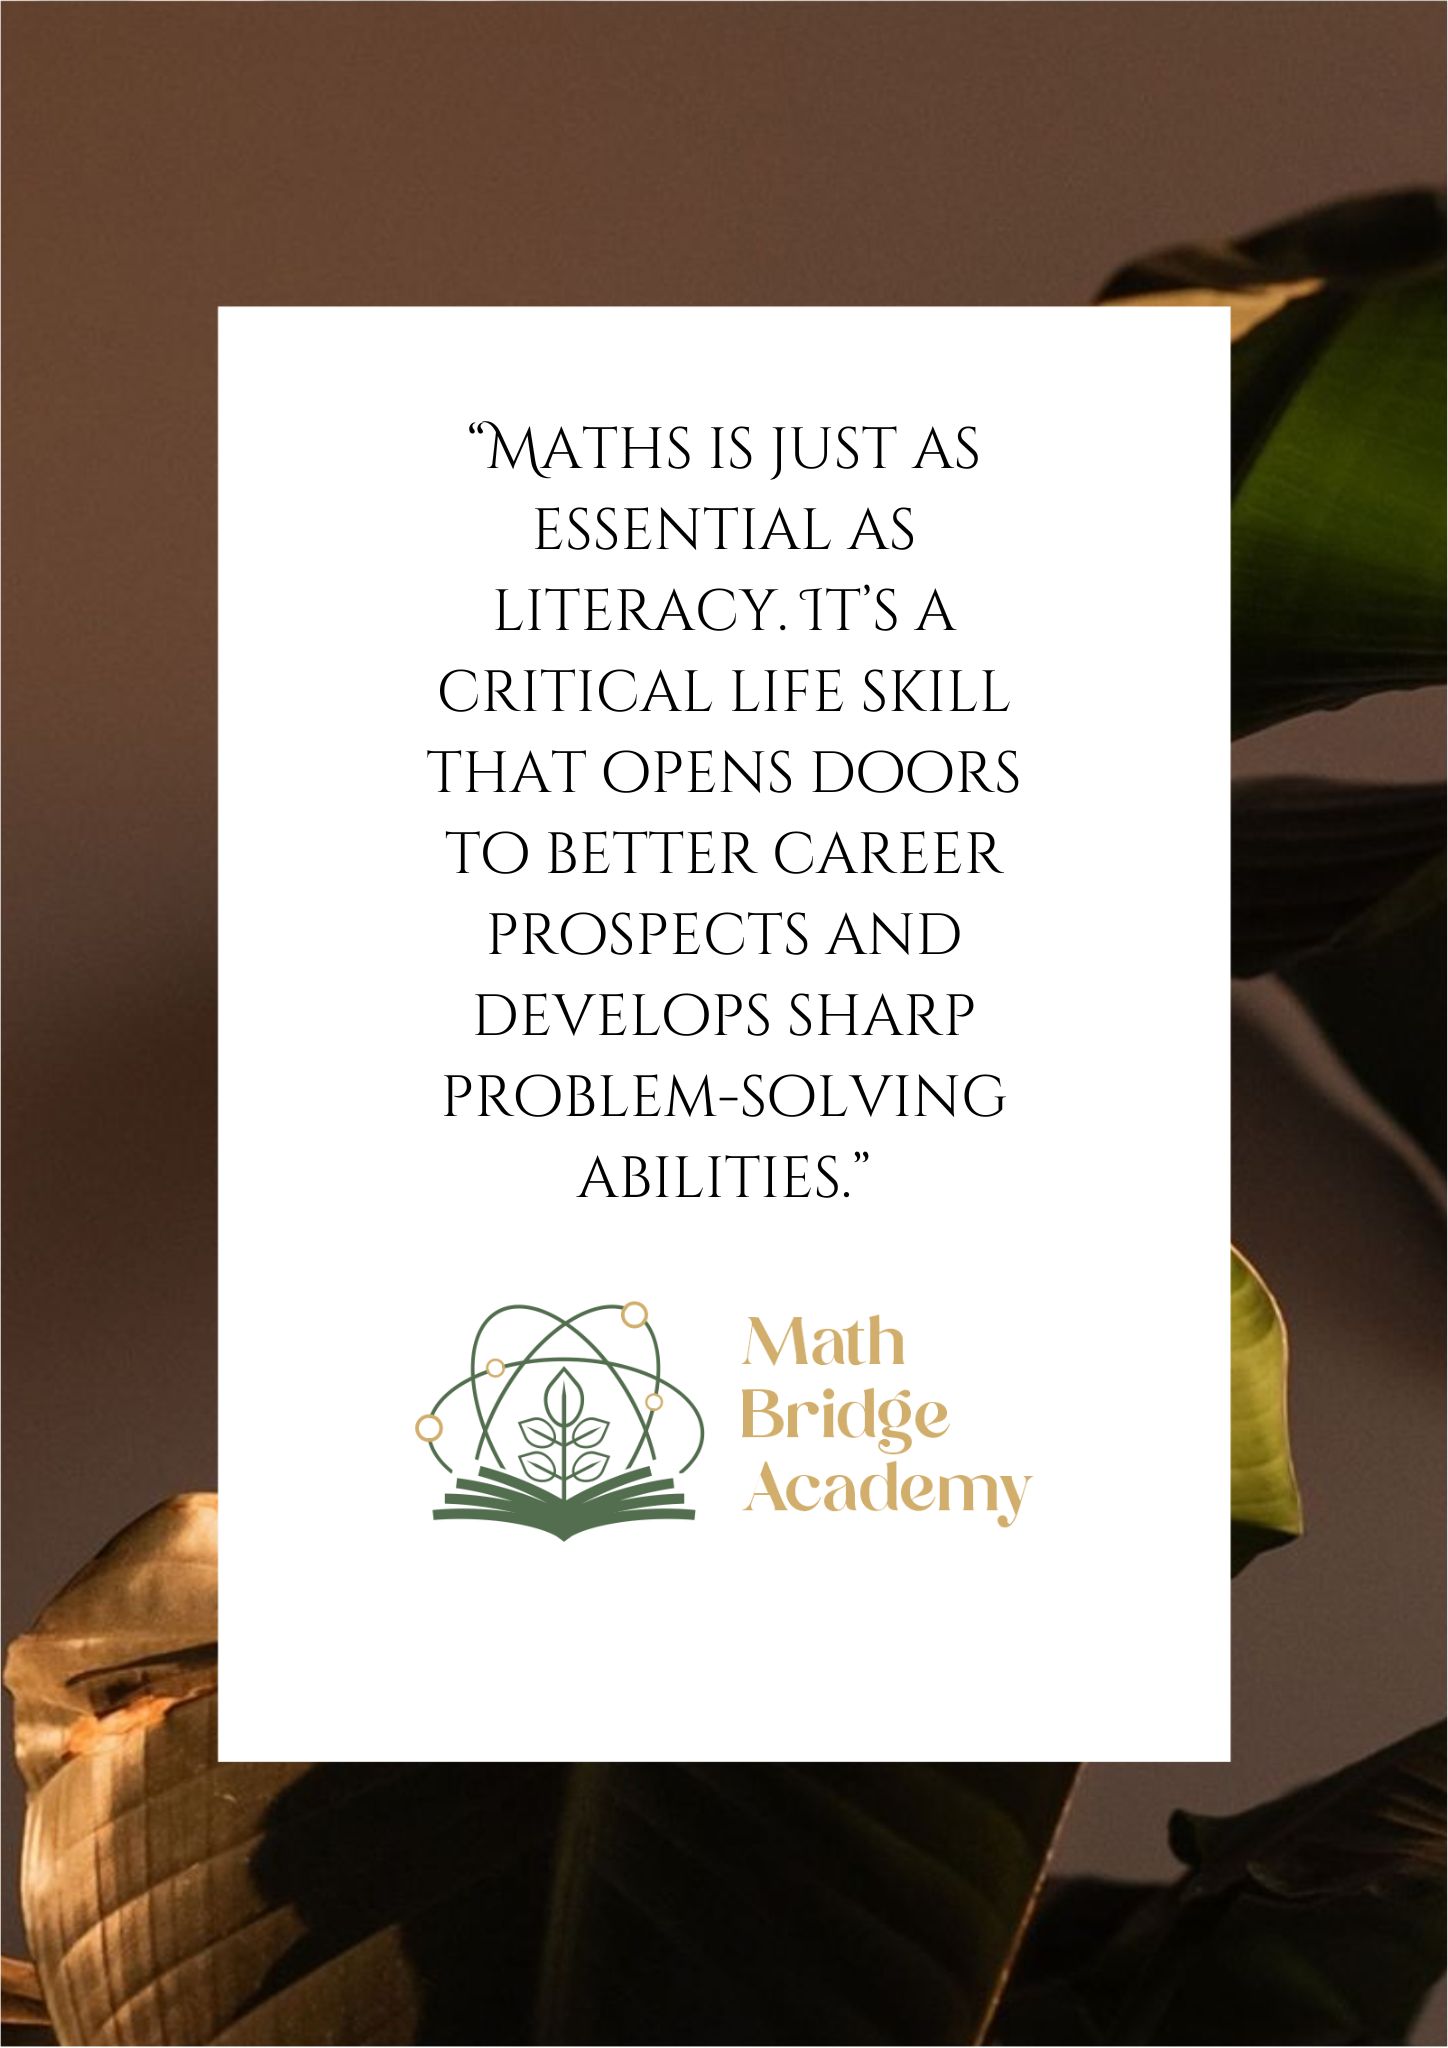 “Maths is just as
essential as
literacy. It’s a
critical life skill
that opens doors
to better career
prospects and
develops sharp
problem-solving
abilities.”
Math
Bridge
Academy